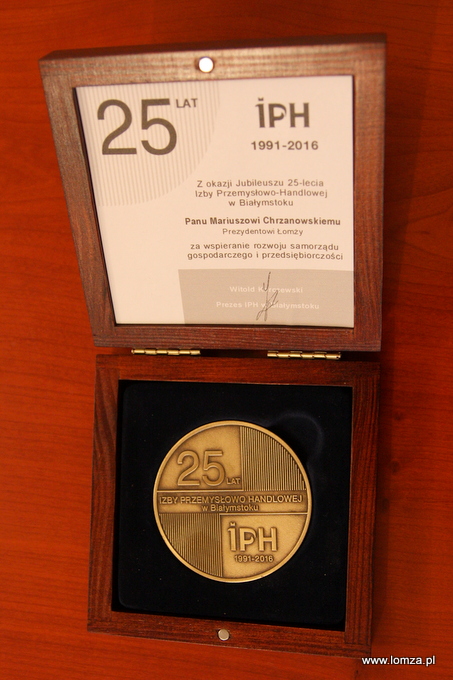 25 LAT
iPH
1991-2016
Z okazji Jubileuszu 25-lecia
Izby Przemysłowo-Handlowej
w Białymstoku
Panu Mariuszowi Chrzanowskiemu
Prezydentowi Łomży
za wspieranie rozwoju samorządu
gospodarczego i przedsiębiorczości
Witold
Prezes IPH w Białymstoku
25 LAT
IZBY PRZEMYSŁOWO HANDLOWEJ
w Białymstoku
iPH
1991-2016
www.lomza.pl